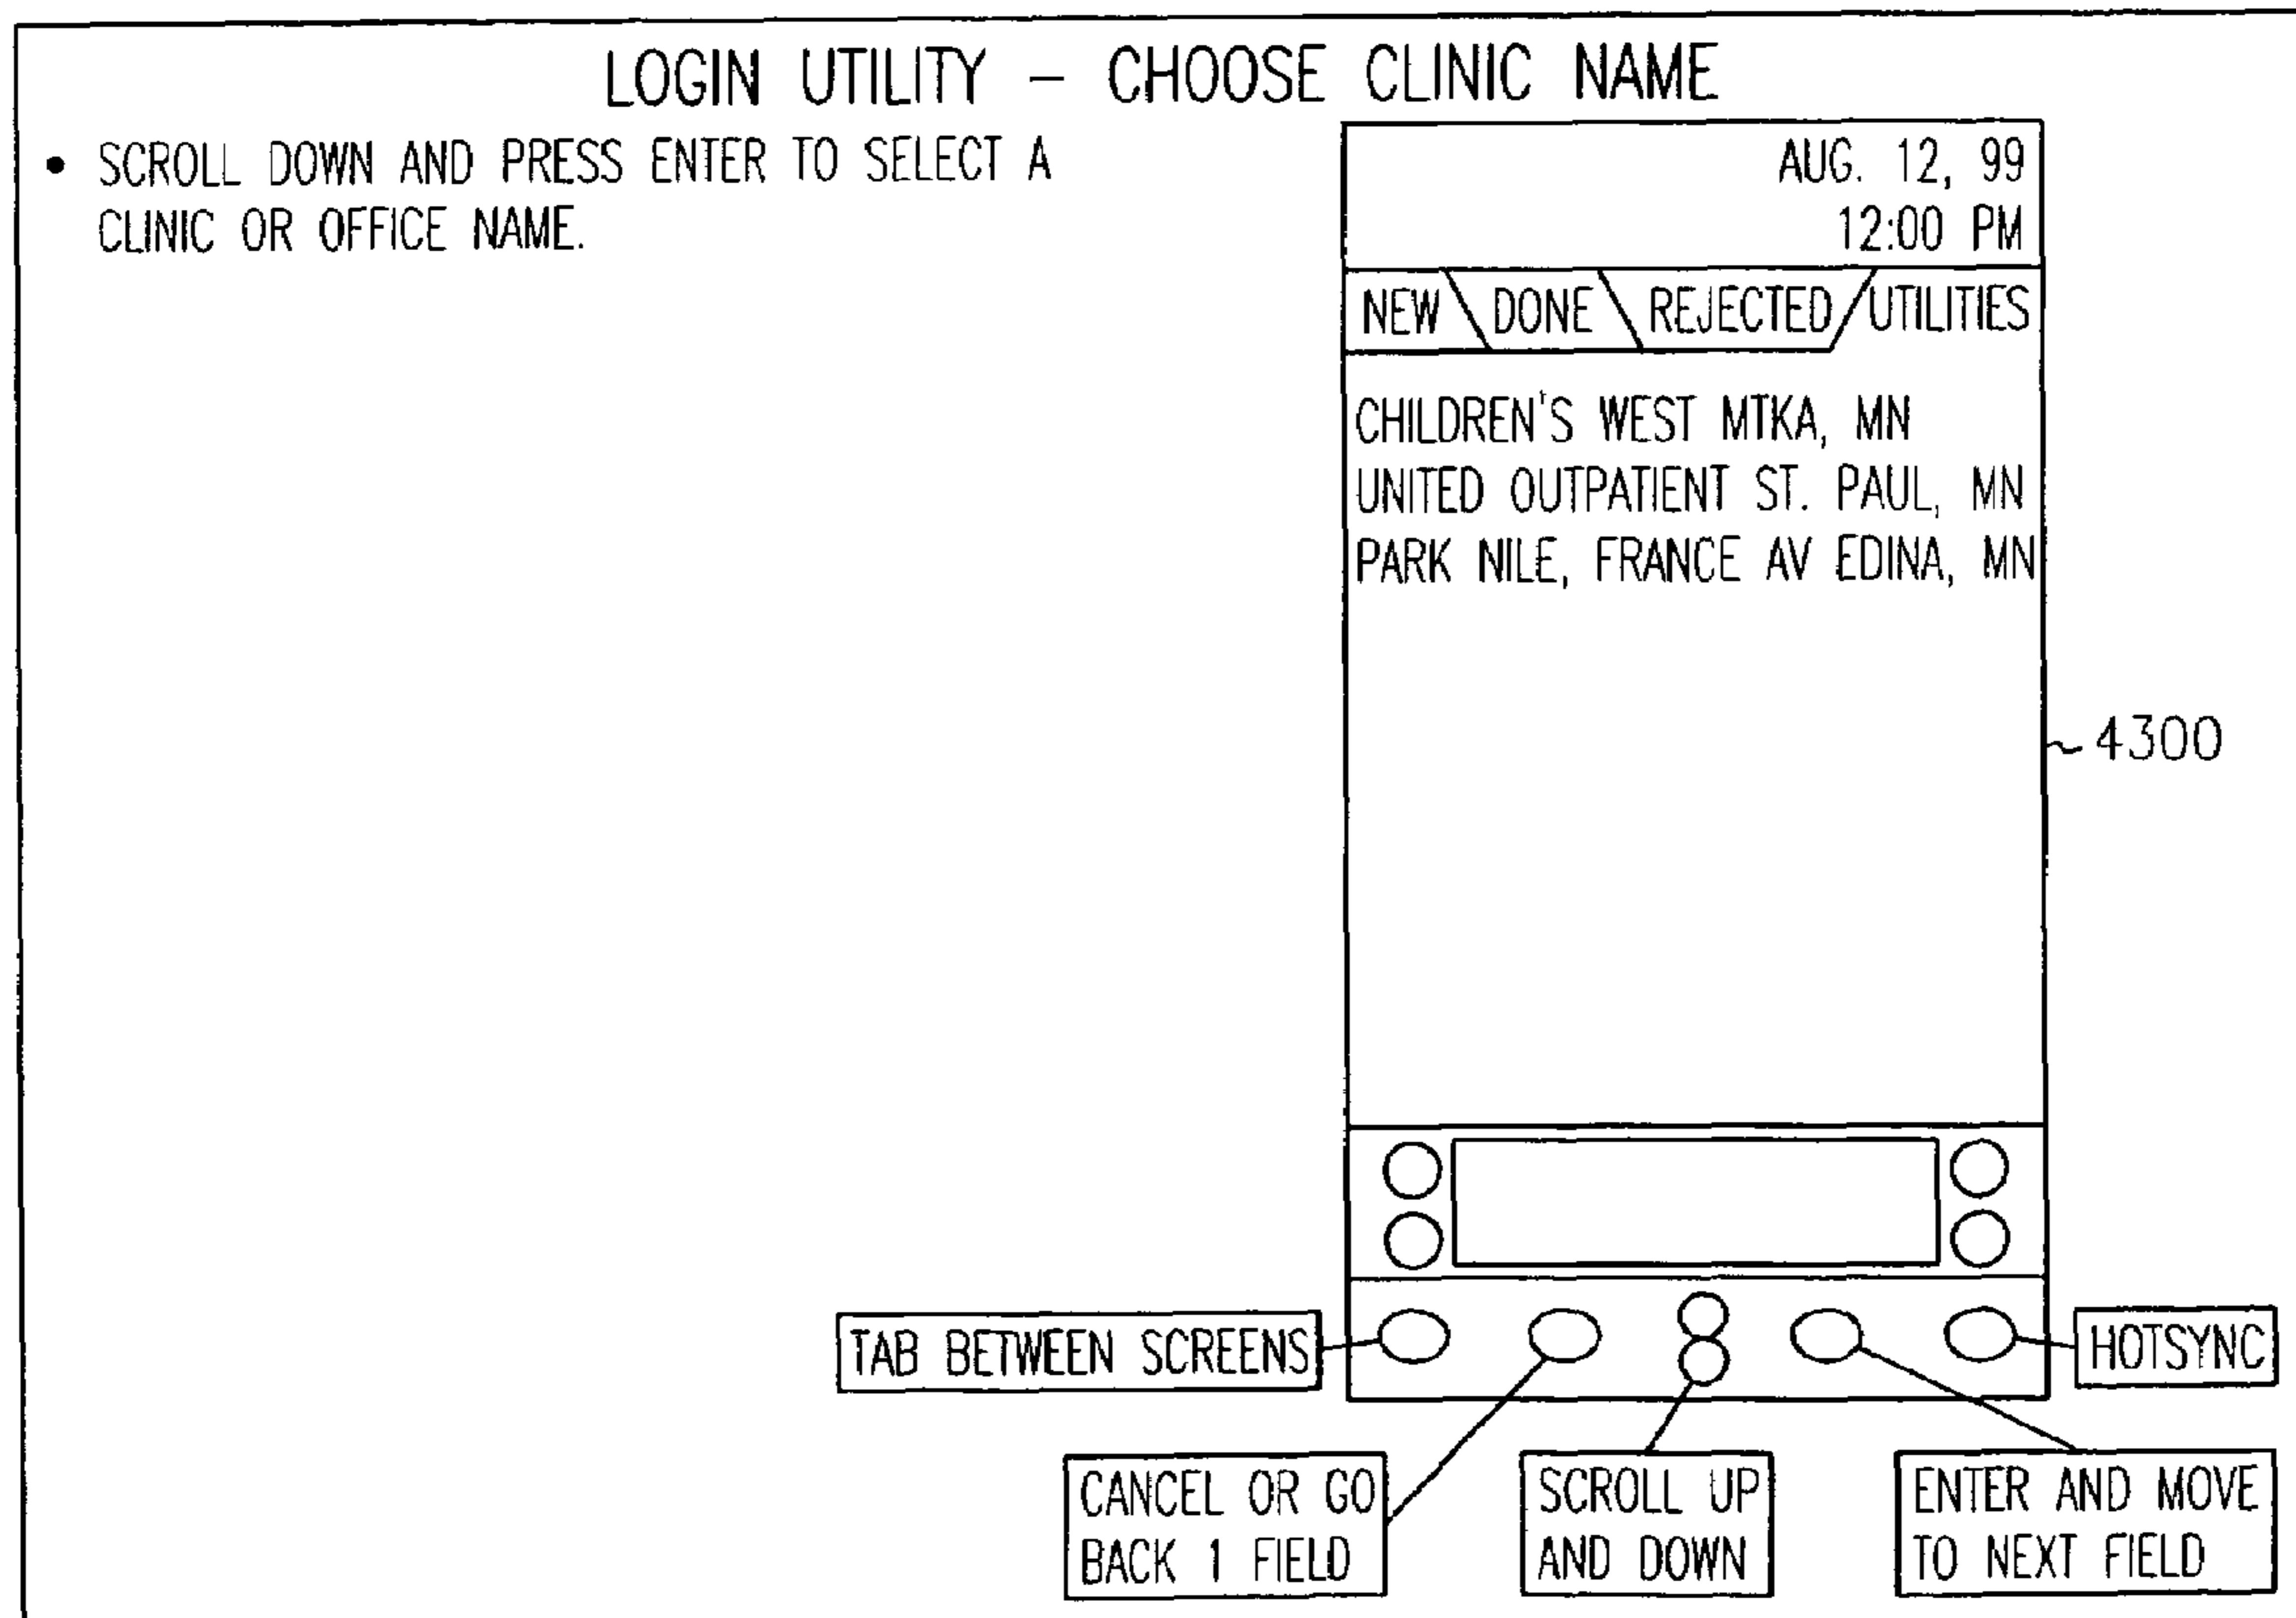 LOGIN UTILITY – CHOOSE CLINIC NAME
• SCROLL DOWN AND PRESS ENTER TO SELECT A
CLINIC OR OFFICE NAME.
AUG. 12, 99
12:00 PM
NEW DONE REJECTED UTILITIES
CHILDREN'S WEST MTKA, MN
UNITED OUTPATIENT ST. PAUL, MN
PARK NILE, FRANCE AV EDINA, MN
4300
TAB BETWEEN SCREENS
HOTSYNC
CANCEL OR GO
BACK 1 FIELD
SCROLL UP
AND DOWN
ENTER AND MOVE
TO NEXT FIELD